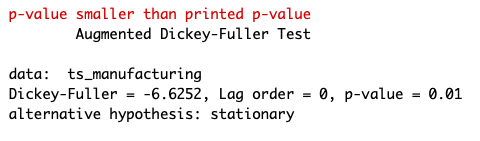 p-value smaller than printed p-value
Augmented Dickey-Fuller Test
data:  ts_manufacturing
Dickey-Fuller = -6.6252, Lag order = 0, p-value = 0.01
alternative hypothesis: stationary